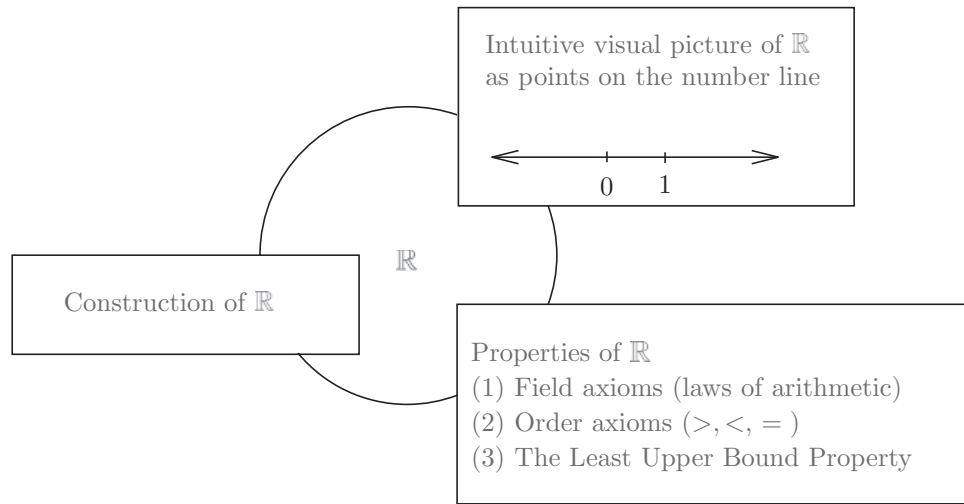 Intuitive visual picture of ℝ
as points on the number line
0 1
ℝ
Construction of ℝ
Properties of ℝ
(1) Field axioms (laws of arithmetic)
(2) Order axioms (>, <, = )
(3) The Least Upper Bound Property